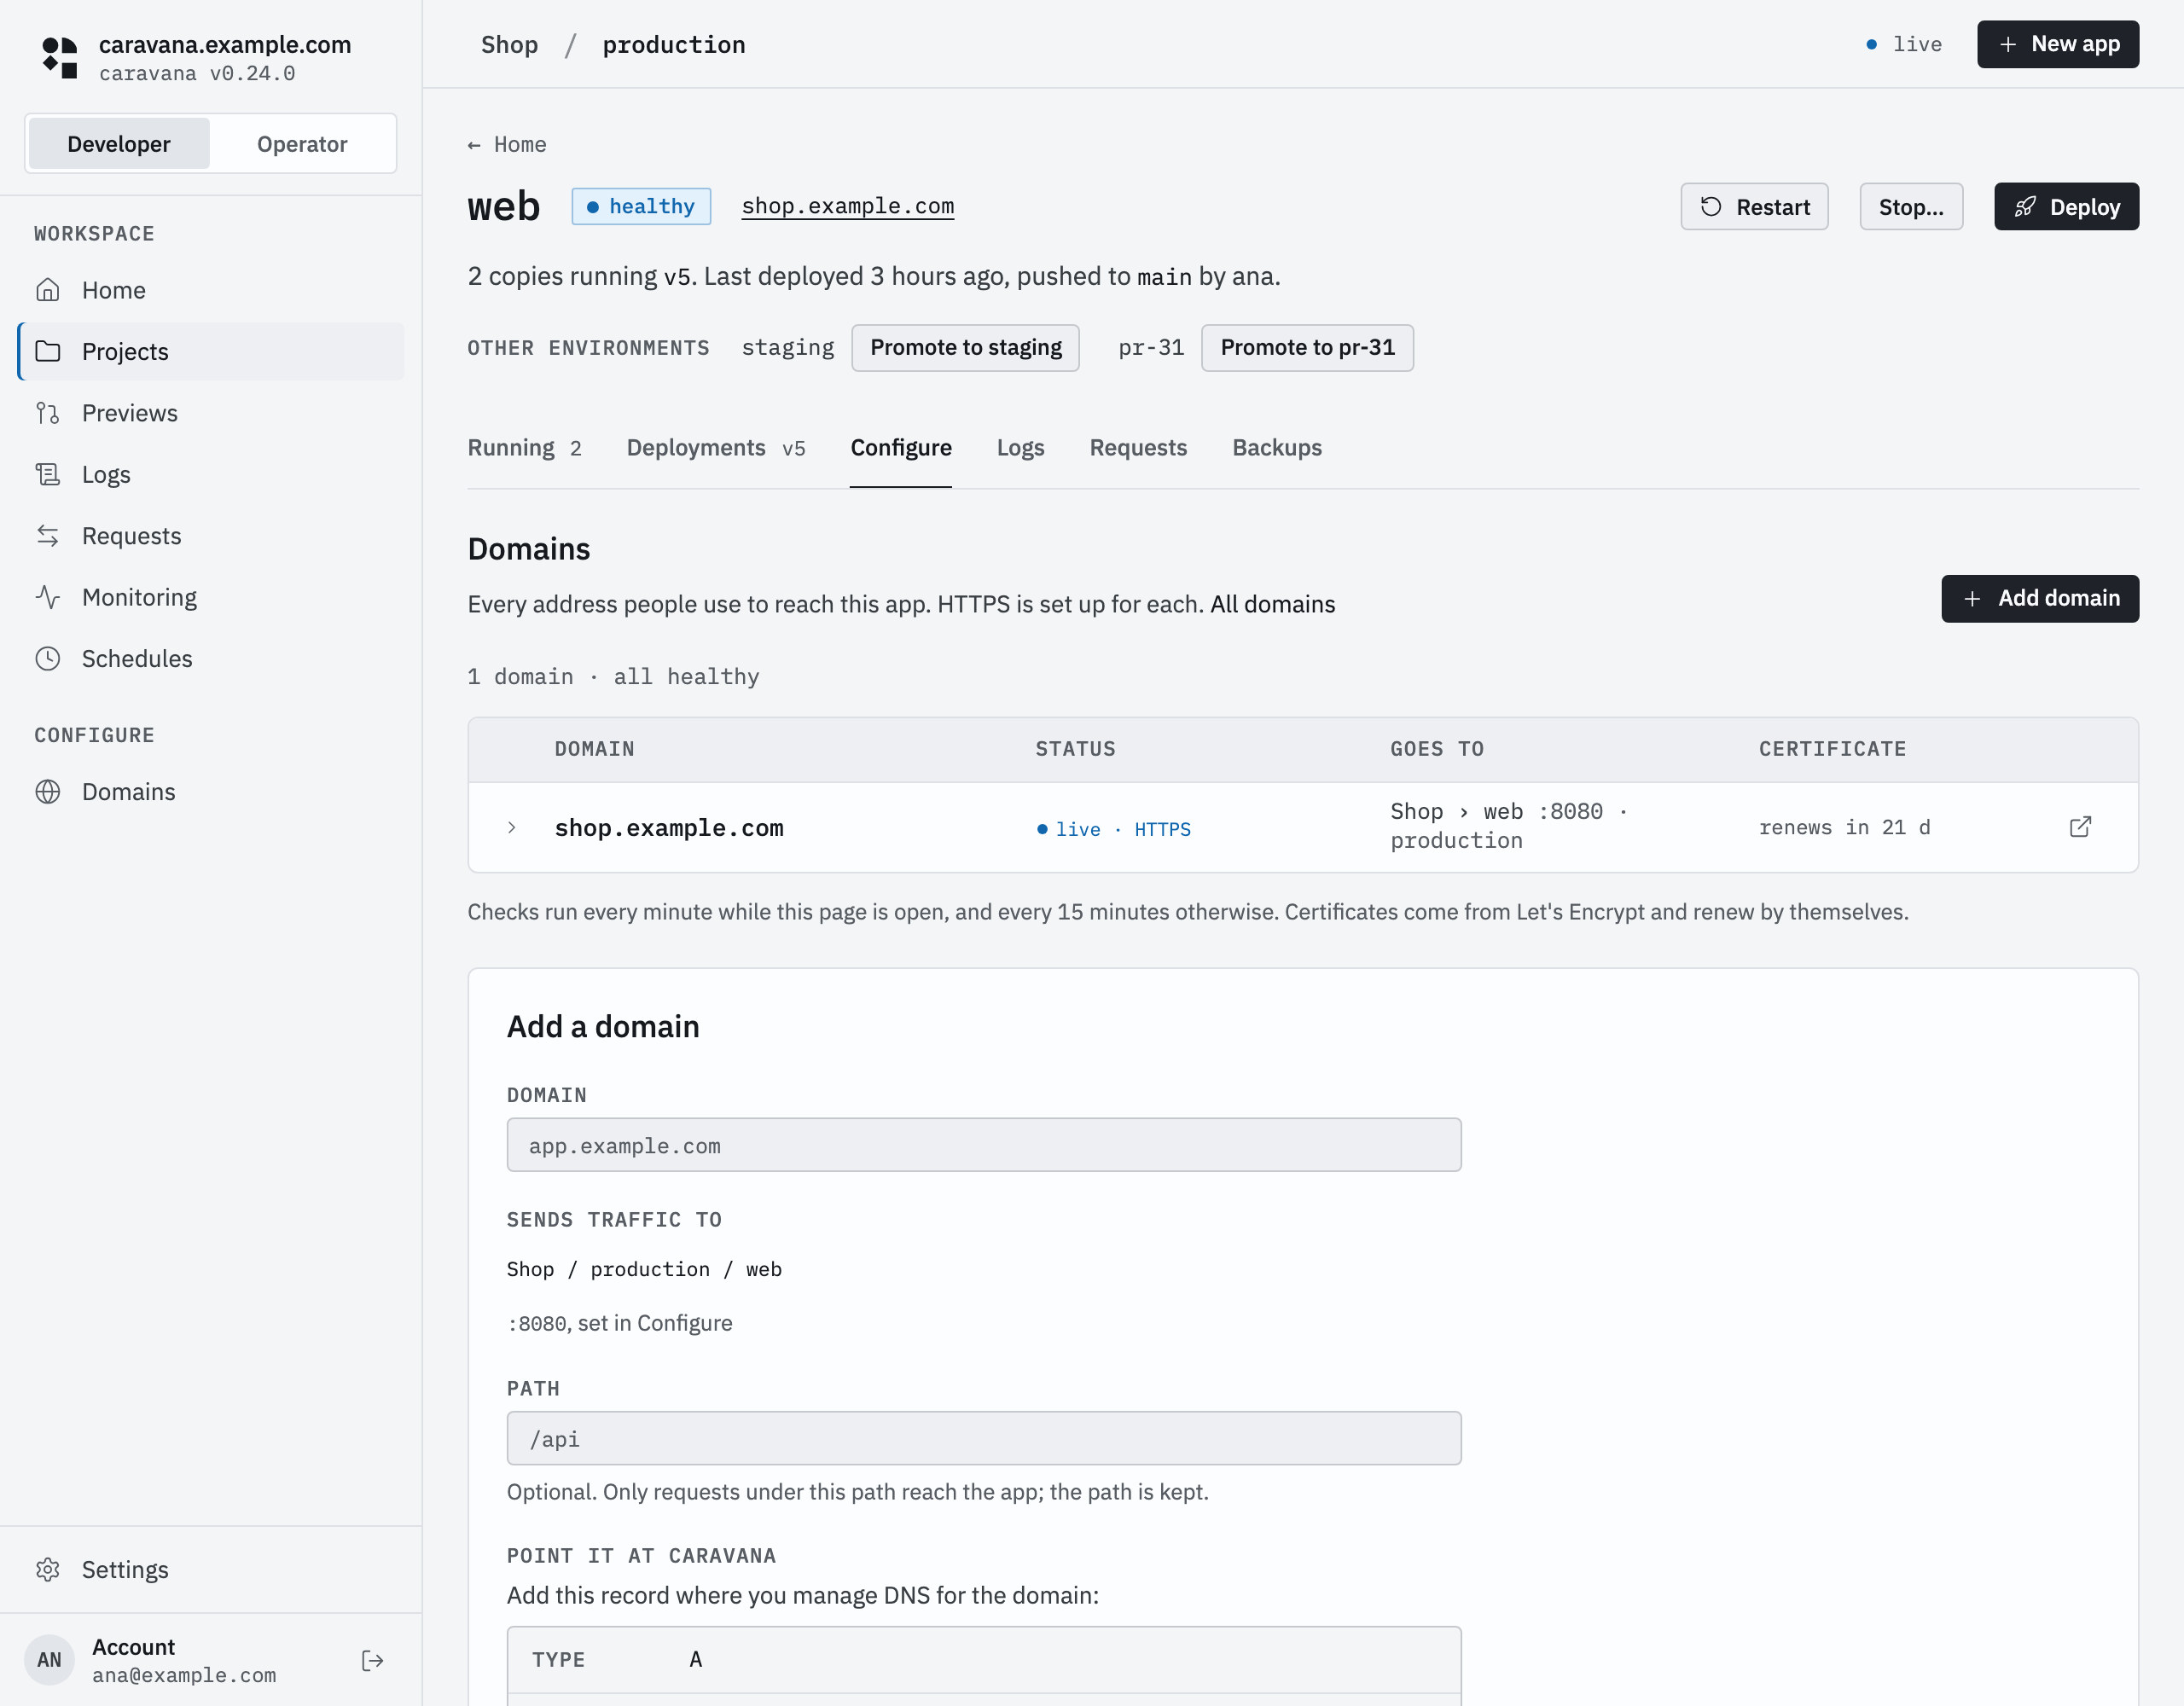 caravana.example.com
caravana v0.24.0
Developer
Operator
WORKSPACE
Home
Projects
Previews
Logs
Requests
Monitoring
Schedules
CONFIGURE
Domains
Settings
AN
Account
ana@example.com
Shop / production
live
+ New app
← Home
web
healthy
shop.example.com
Restart
Stop...
Deploy
2 copies running v5. Last deployed 3 hours ago, pushed to main by ana.
OTHER ENVIRONMENTS staging Promote to staging pr-31 Promote to pr-31
Running 2 Deployments v5 Configure Logs Requests Backups
Domains
Every address people use to reach this app. HTTPS is set up for each. All domains
+ Add domain
1 domain · all healthy
DOMAIN STATUS GOES TO CERTIFICATE
shop.example.com live · HTTPS Shop › web :8080 · renews in 21 d
production
Checks run every minute while this page is open, and every 15 minutes otherwise. Certificates come from Let's Encrypt and renew by themselves.
Add a domain
DOMAIN
app.example.com
SENDS TRAFFIC TO
Shop / production / web
:8080, set in Configure
PATH
/api
Optional. Only requests under this path reach the app; the path is kept.
POINT IT AT CARAVANA
Add this record where you manage DNS for the domain:
TYPE A